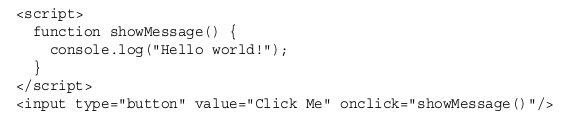 <script>
  function showMessage() {
    console.log("Hello world!");
  }
</script>
<input type="button" value="Click Me" onclick="showMessage()"/>